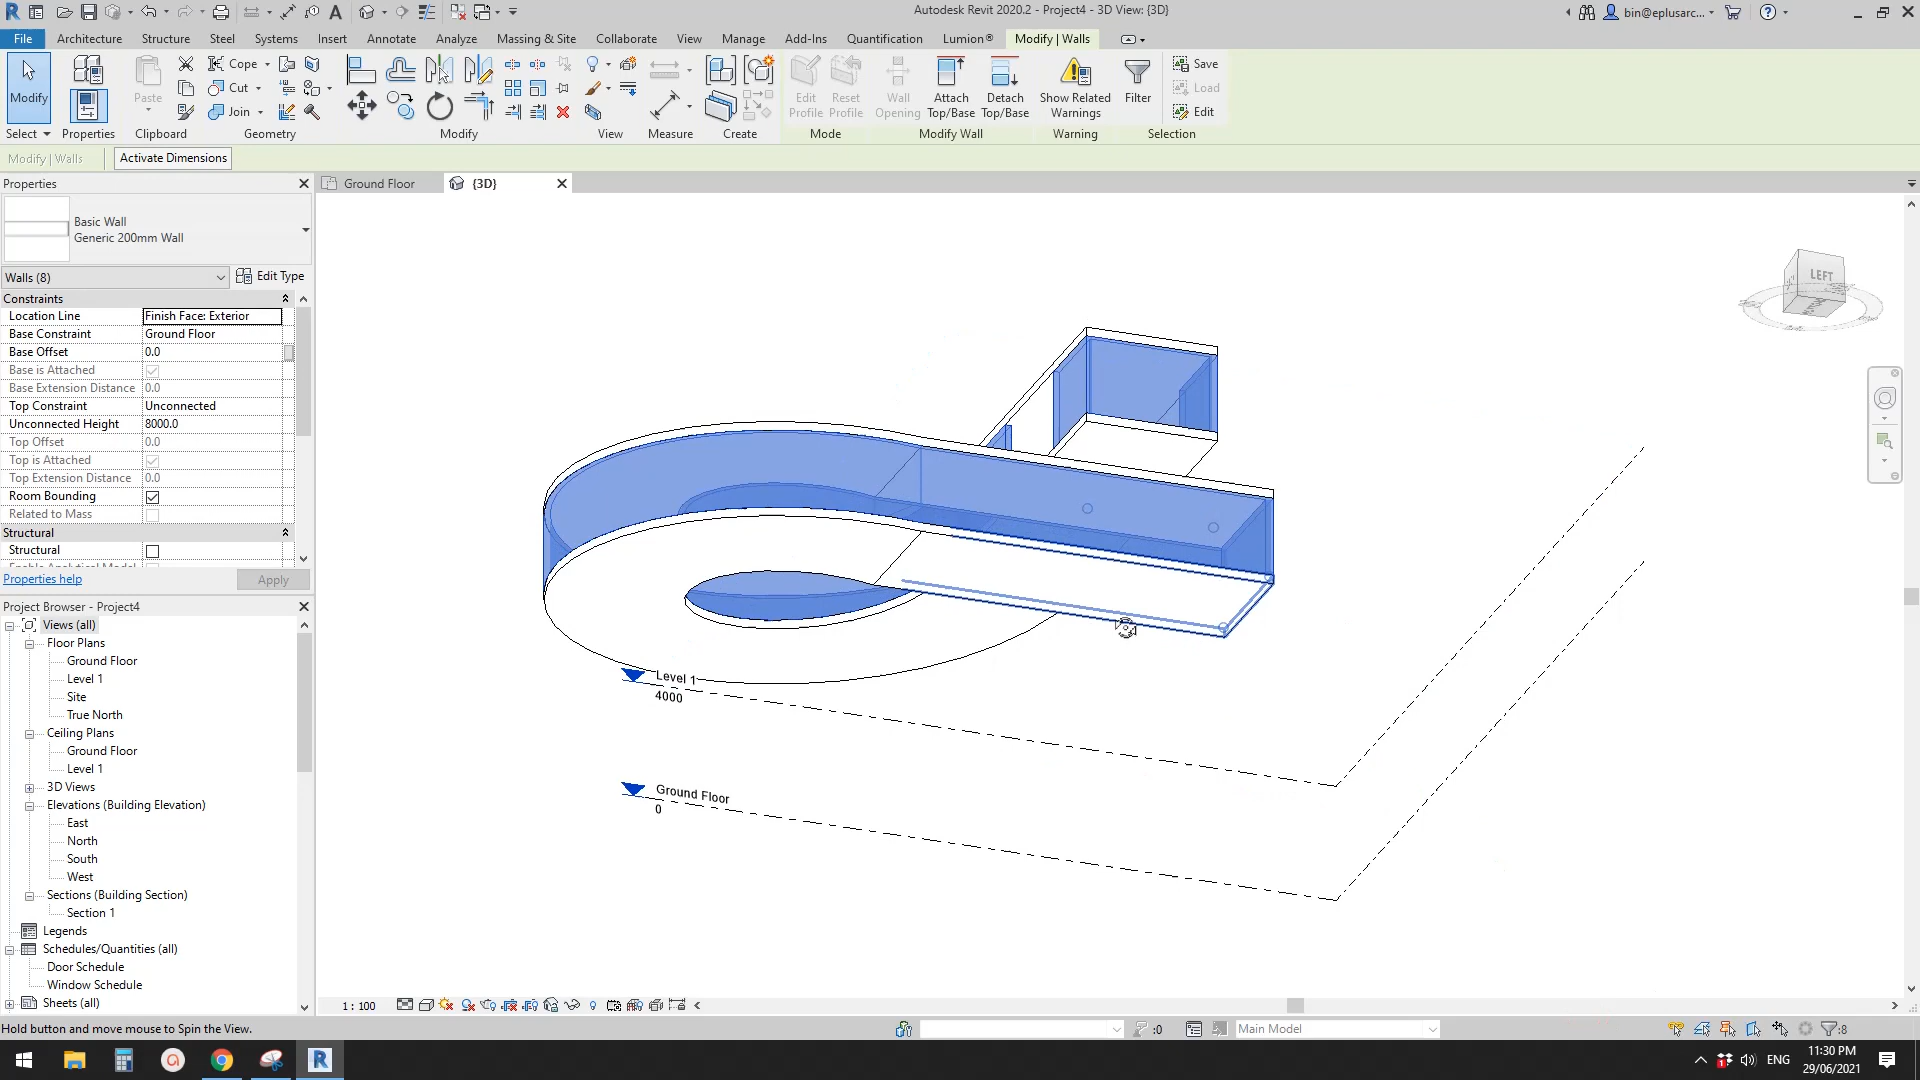 Autodesk Revit 2020.2 - Project4 - 3D View: {3D}
bin@eplusarc...
File Architecture Structure Steel Systems Insert Annotate Analyze Massing & Site Collaborate View Manage Add-Ins Quantification Lumion® Modify | Walls
Modify
Select
Properties
Paste
Clipboard
Cope
Cut
Join
Geometry
Modify
View
Measure
Create
Edit Profile
Reset Profile
Mode
Wall Opening
Attach Top/Base
Detach Top/Base
Modify Wall
Show Related Warnings
Warning
Filter
Save
Load
Edit
Selection
Modify | Walls Activate Dimensions
Properties
Ground Floor
{3D}
Basic Wall
Generic 200mm Wall
Walls (8) Edit Type
Constraints
Location Line Finish Face: Exterior
Base Constraint Ground Floor
Base Offset 0.0
Base is Attached
Base Extension Distance 0.0
Top Constraint Unconnected
Unconnected Height 8000.0
Top Offset 0.0
Top is Attached
Top Extension Distance 0.0
Room Bounding
Related to Mass
Structural
Structural
Properties help Apply
Project Browser - Project4
Views (all)
Floor Plans
Ground Floor
Level 1
Site
True North
Ceiling Plans
Ground Floor
Level 1
3D Views
Elevations (Building Elevation)
East
North
South
West
Sections (Building Section)
Section 1
Legends
Schedules/Quantities (all)
Door Schedule
Window Schedule
Sheets (all)
LEFT
Level 1
4000
Ground Floor
0
1 : 100
Hold button and move mouse to Spin the View.
:0
Main Model
:8
ENG
11:30 PM
29/06/2021